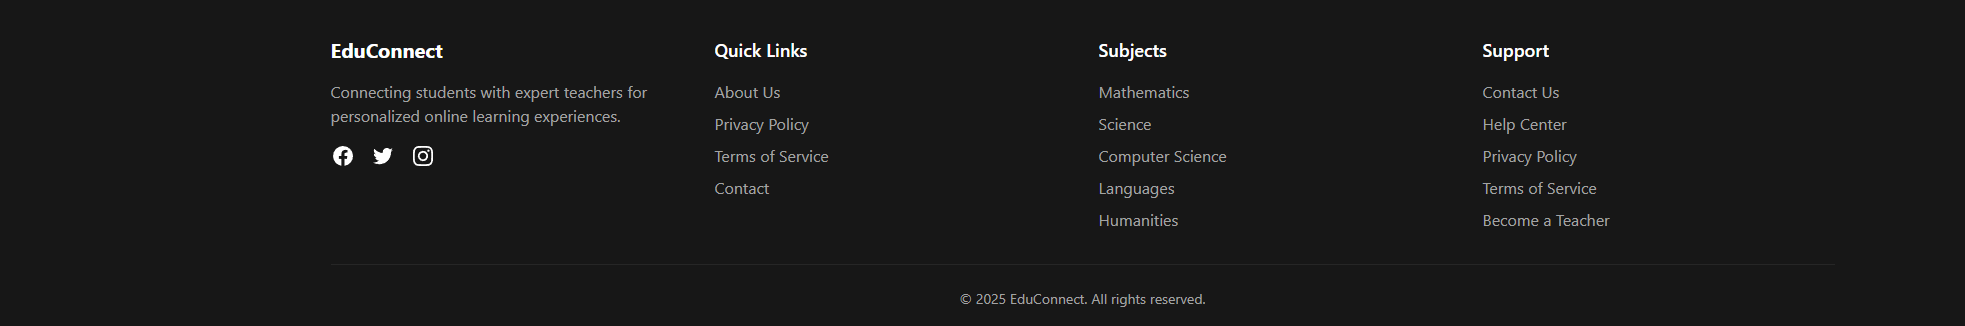 EduConnect
Connecting students with expert teachers for
personalized online learning experiences.
Quick Links
About Us
Privacy Policy
Terms of Service
Contact
Subjects
Mathematics
Science
Computer Science
Languages
Humanities
Support
Contact Us
Help Center
Privacy Policy
Terms of Service
Become a Teacher
© 2025 EduConnect. All rights reserved.